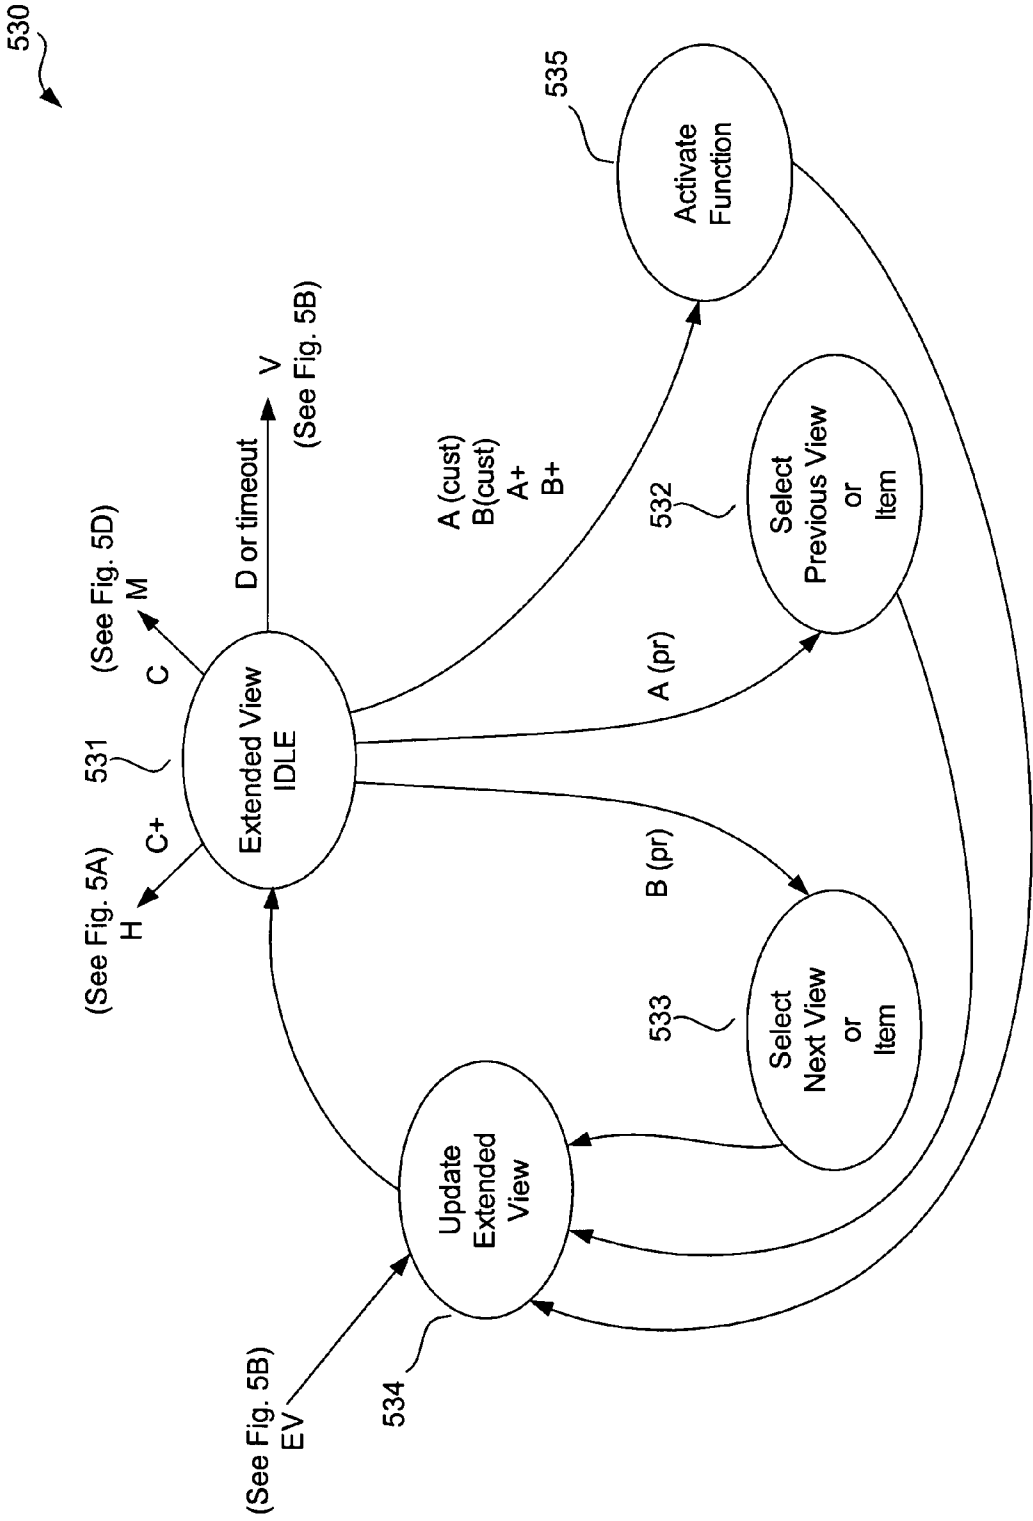 530
(See Fig. 5A)
H
C+
531
C
(See Fig. 5D)
M
Extended View
IDLE
D or timeout
V
(See Fig. 5B)
(See Fig. 5B)
EV
534
Update
Extended
View
A (cust)
B(cust)
A+
B+
535
Activate
Function
B (pr)
A (pr)
533
Select
Next View
or
Item
532
Select
Previous View
or
Item